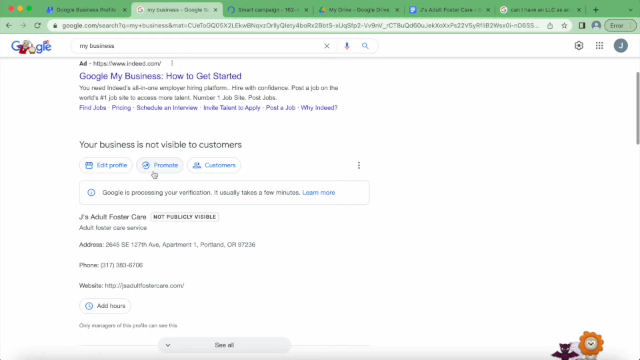 Google Business Profiles an
my business - Google Se
Smart campaign - 162-
My Drive - Google Drive
J's Adult Foster Care - 
can I have an LLC as an
Error
Google
my business
Ad · https://www.indeed.com/
Google My Business: How to Get Started
You need Indeed's all-in-one employer hiring platform. Hire with confidence. Post a job on the
world's #1 job site to access more talent. Number 1 Job Site. Post Jobs.
Find Jobs · Pricing · Schedule an Interview · Invite Talent to Apply · Post a Job · Why Indeed?
Your business is not visible to customers
Edit profile
Promote
Customers
Google is processing your verification. It usually takes a few minutes. Learn more
J's Adult Foster Care NOT PUBLICLY VISIBLE
Adult foster care service
Address: 2645 SE 127th Ave, Apartment 1, Portland, OR 97236
Phone: (317) 383-6706
Website: http://jsadultfostercare.com/
Add hours
Only managers of this profile can see this
See all